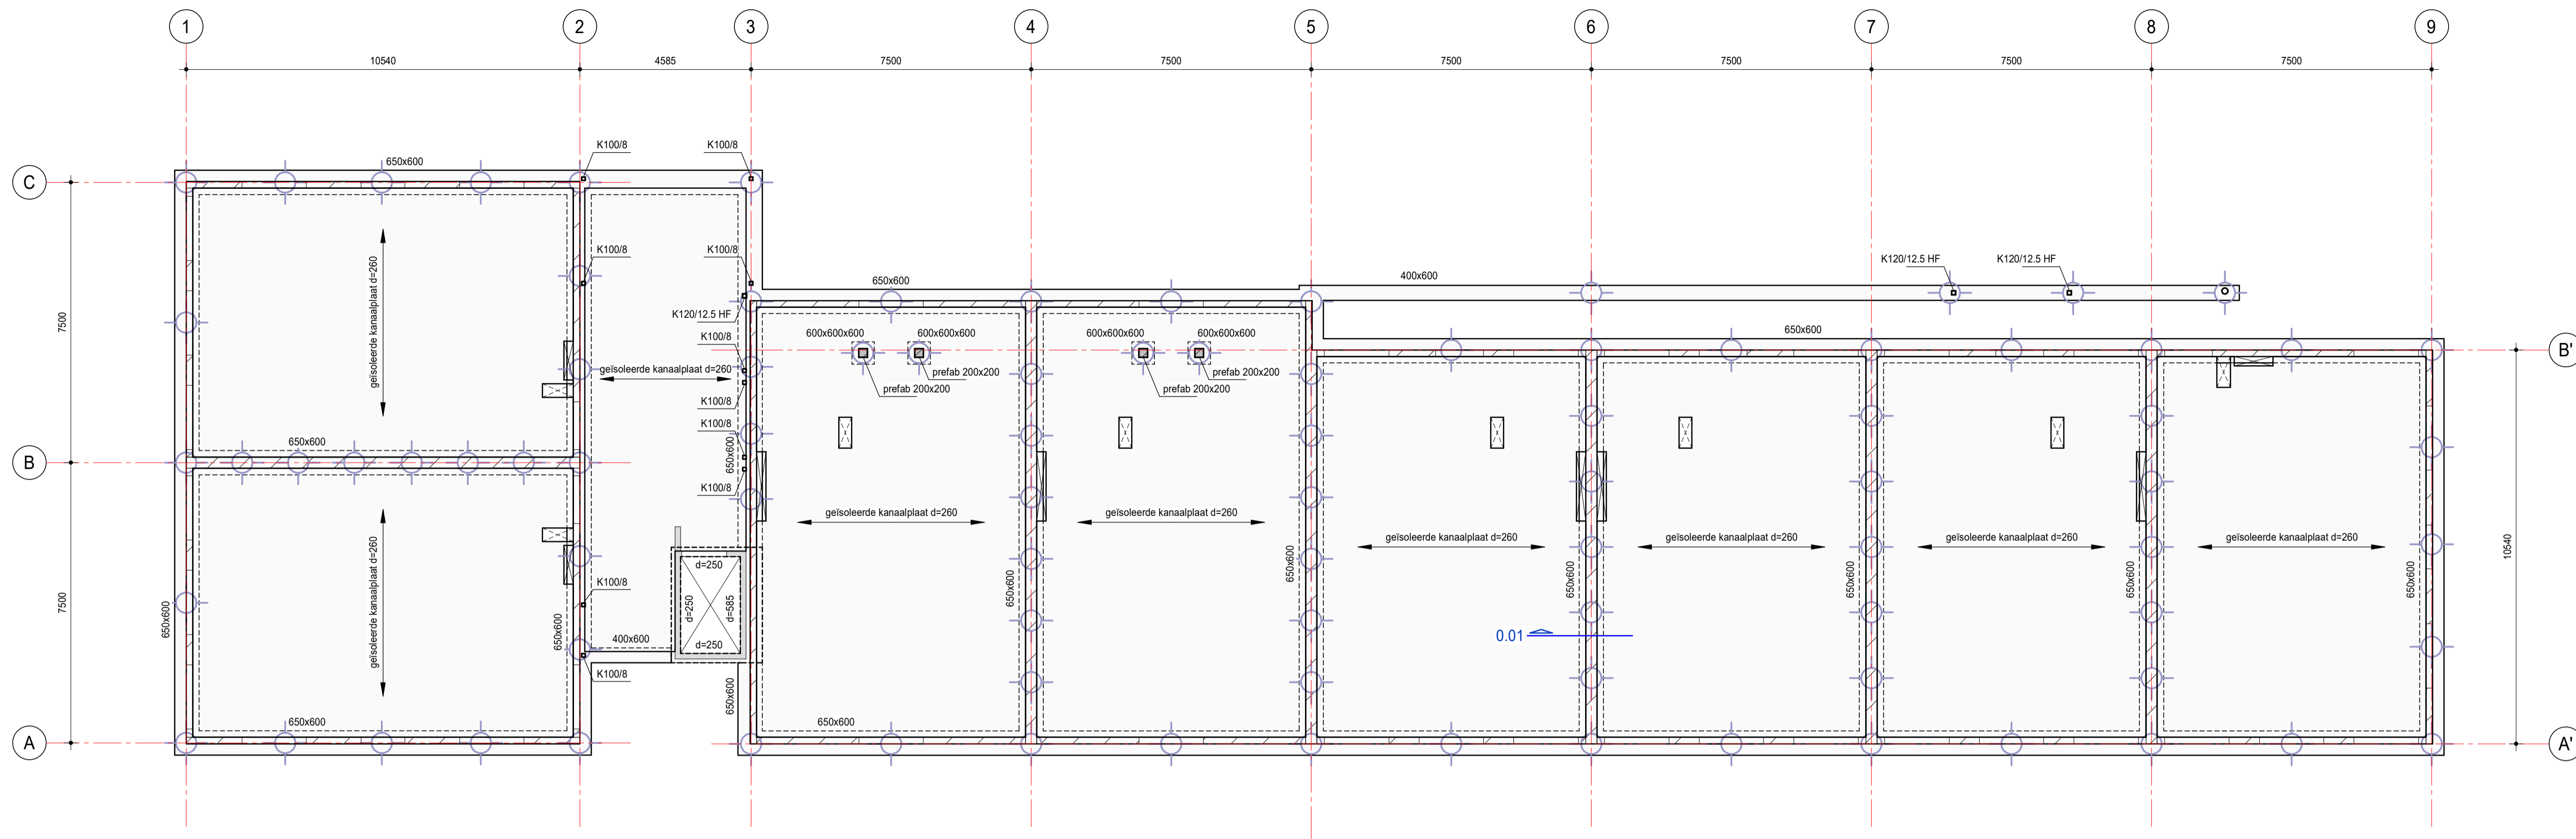 1 2 3 4 5 6 7 8 9
10540 4585 7500 7500 7500 7500 7500 7500
K100/8 K100/8
650x600
C
K100/8 K100/8
K120/12.5 HF K120/12.5 HF
400x600
650x600
geïsoleerde kanaalplaat d=260
K120/12.5 HF
7500
600x600x600 600x600x600 600x600x600 600x600x600
650x600
K100/8
B'
geïsoleerde kanaalplaat d=260
prefab 200x200 prefab 200x200
prefab 200x200 prefab 200x200
K100/8
K100/8
650x600
650x600
B
K100/8
geïsoleerde kanaalplaat d=260 geïsoleerde kanaalplaat d=260
geïsoleerde kanaalplaat d=260 geïsoleerde kanaalplaat d=260 geïsoleerde kanaalplaat d=260 geïsoleerde kanaalplaat d=260
10540
d=250
650x600 650x600 650x600 650x600 650x600 650x600
K100/8
geïsoleerde kanaalplaat d=260
7500
d=250 d=585
650x600
650x600
400x600
d=250
0.01
K100/8
650x600
650x600
650x600
A
A'